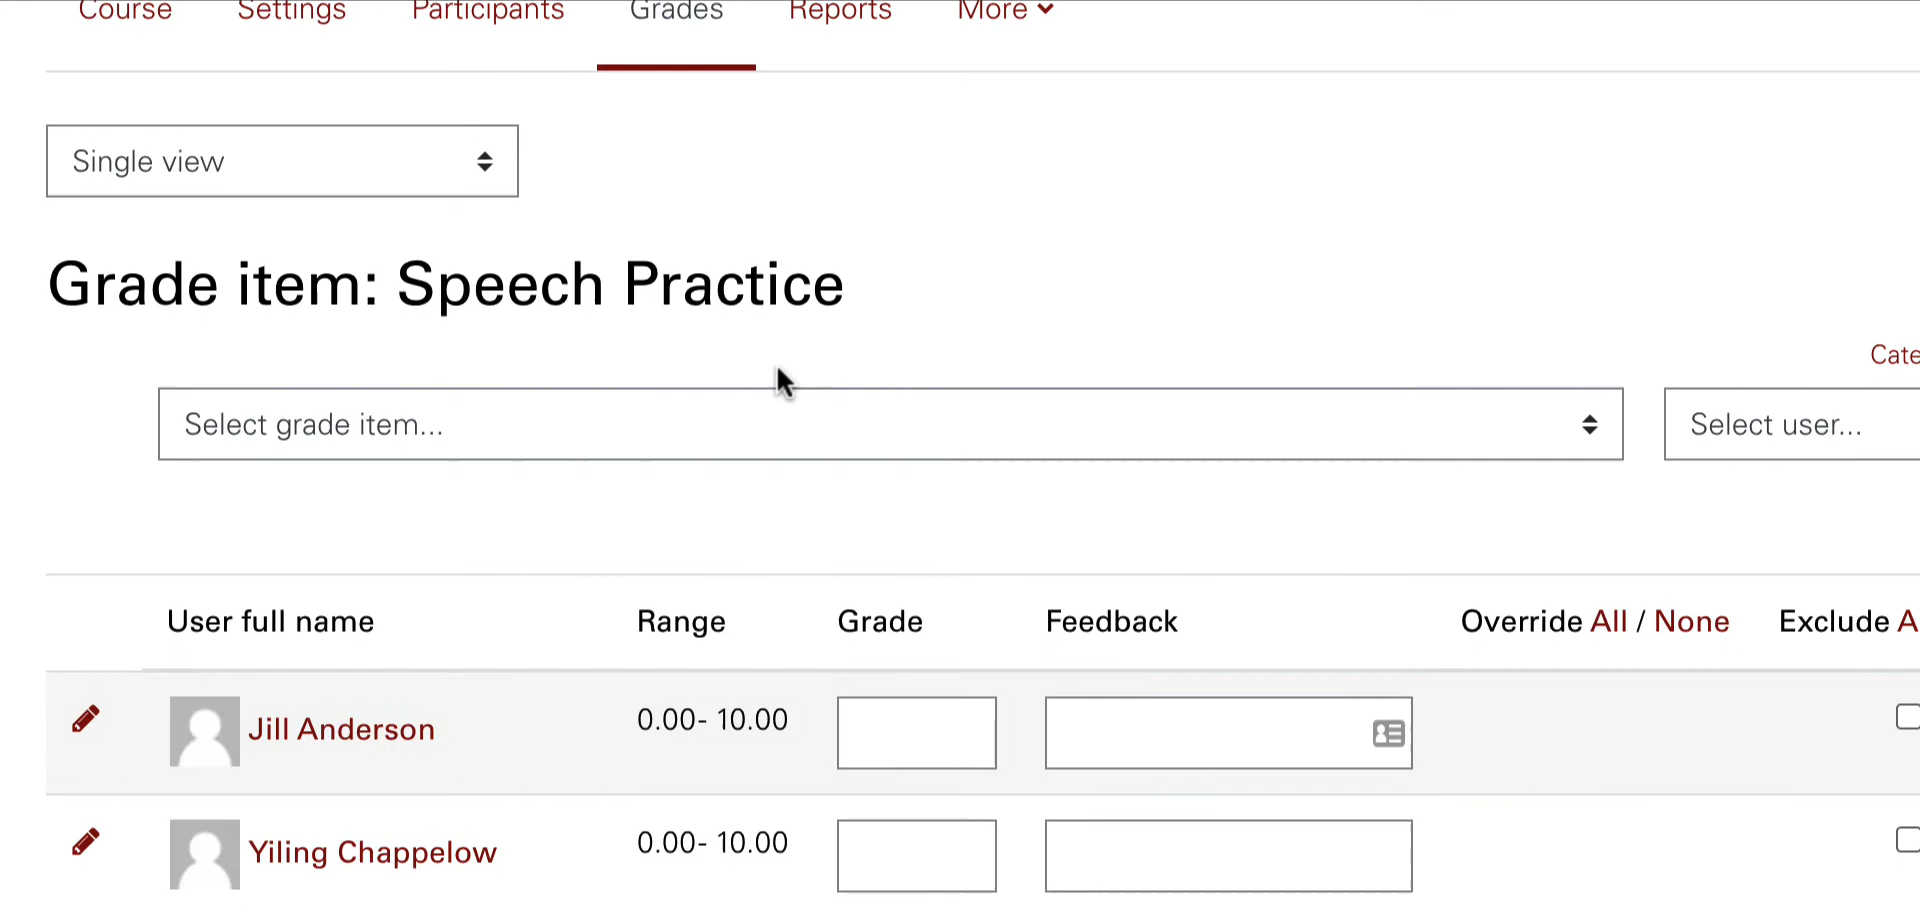 Course Settings Participants Grades Reports More
Single view
Grade item: Speech Practice
Cate
Select grade item... Select user...
User full name Range Grade Feedback Override All / None Exclude A
Jill Anderson 0.00- 10.00
Yiling Chappelow 0.00- 10.00